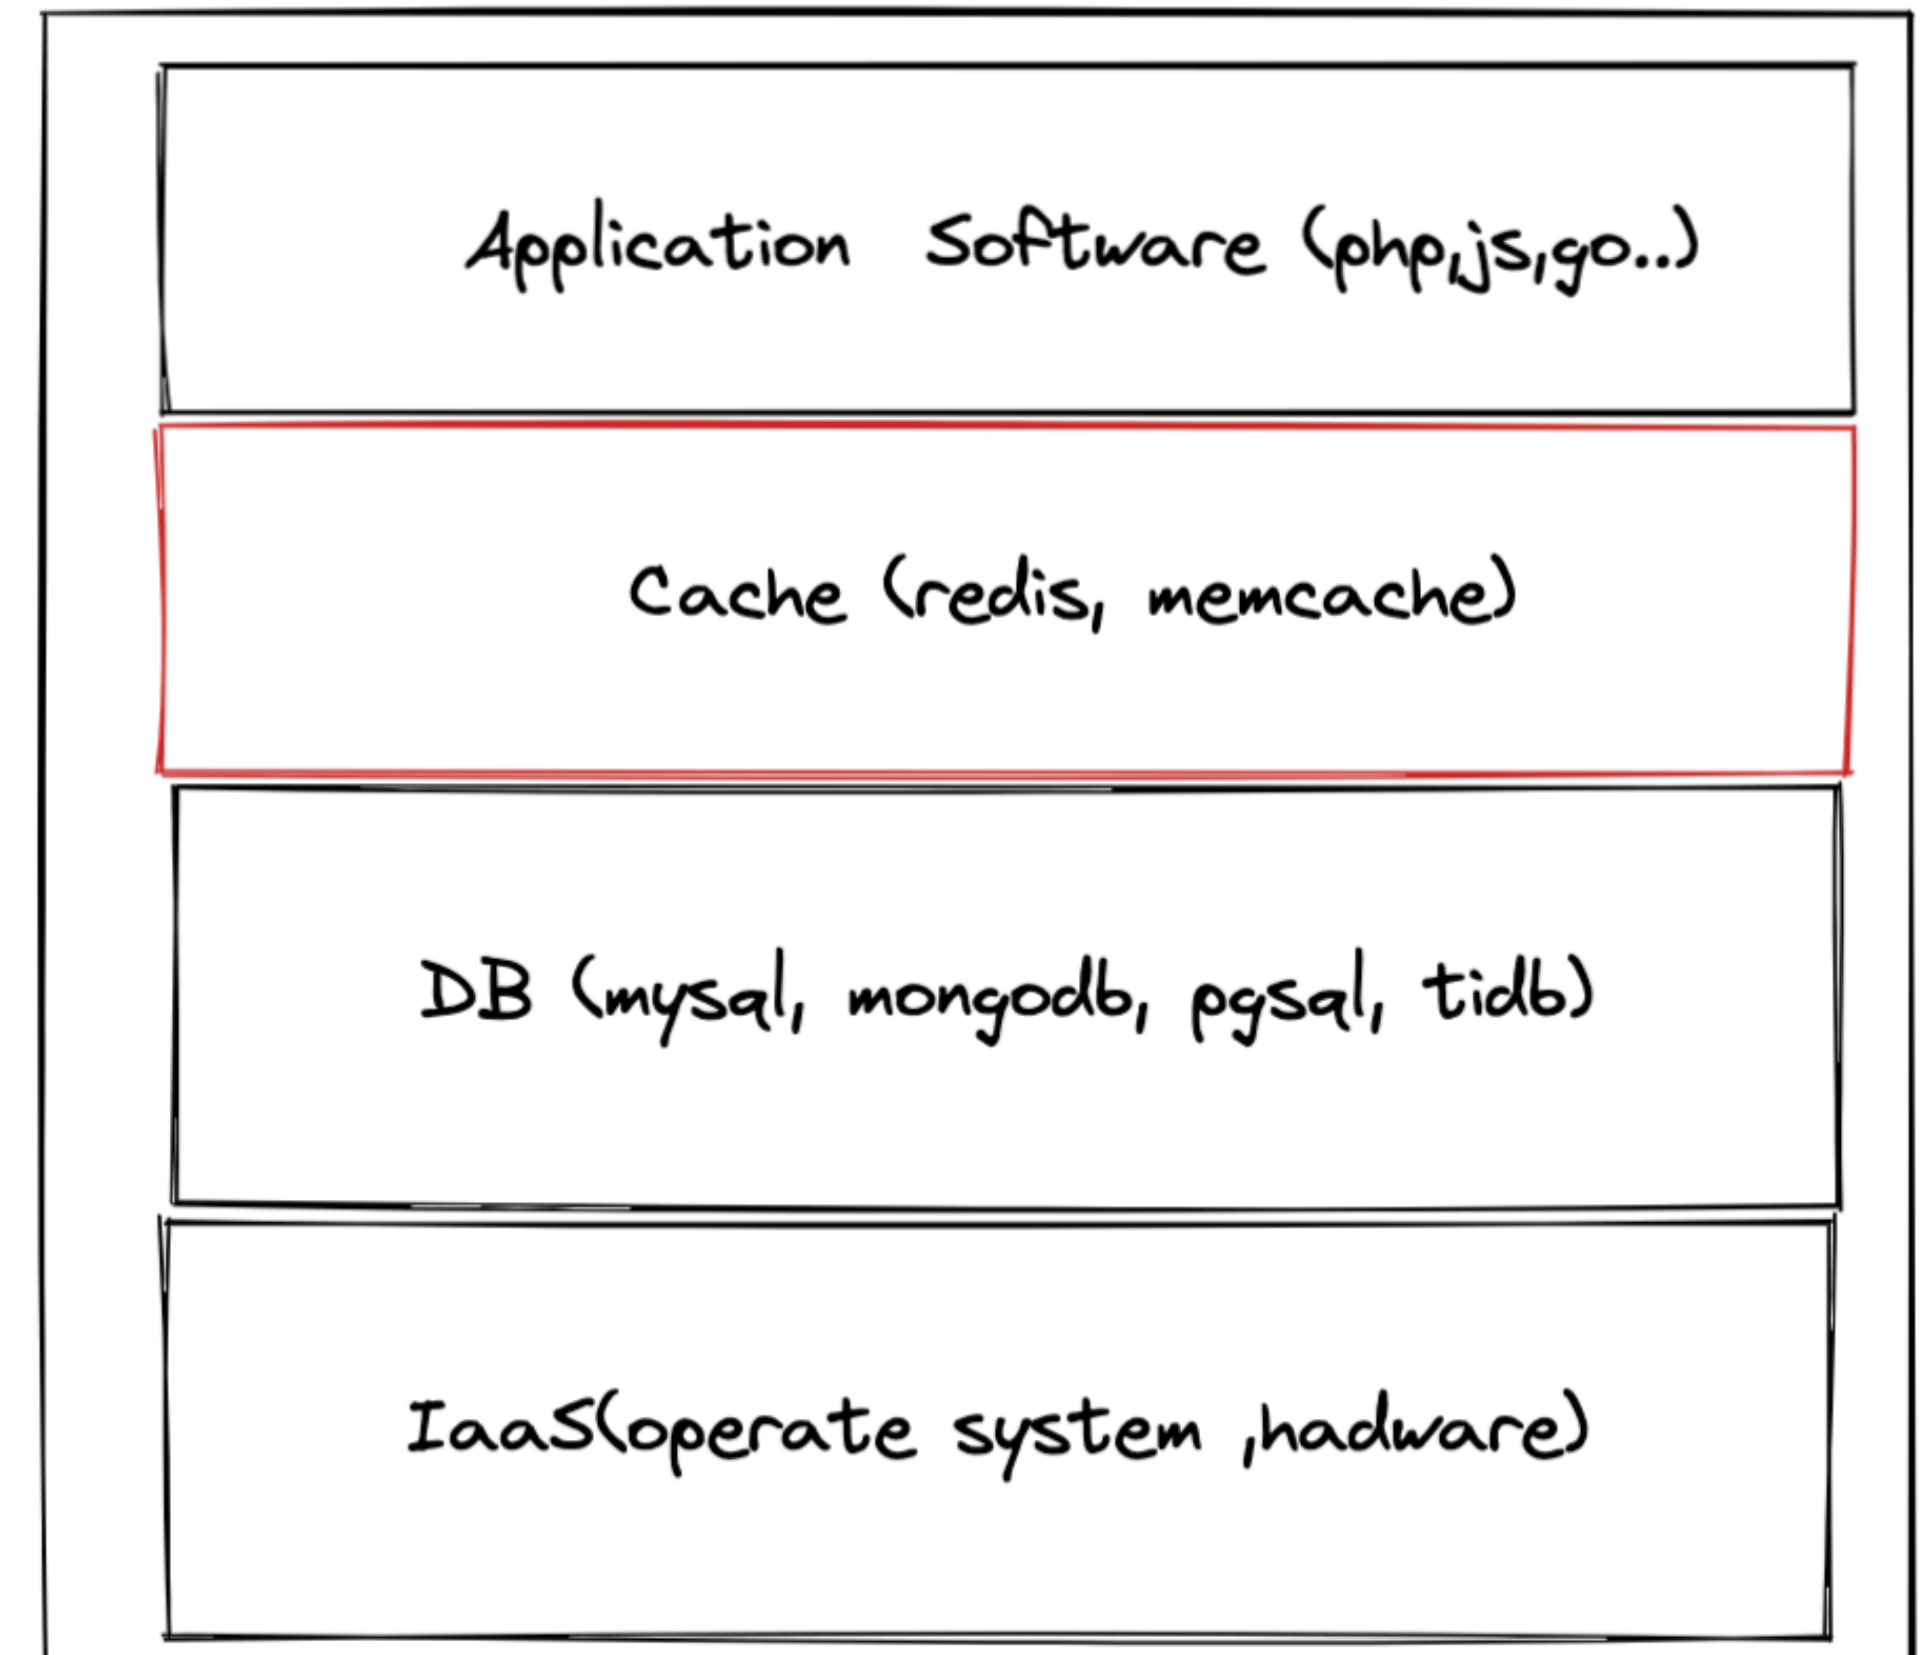 Application Software (php,js,go..)
Cache (redis, memcache)
DB (mysql, mongodb, pgsql, tidb)
IaaS(operate system ,hadware)